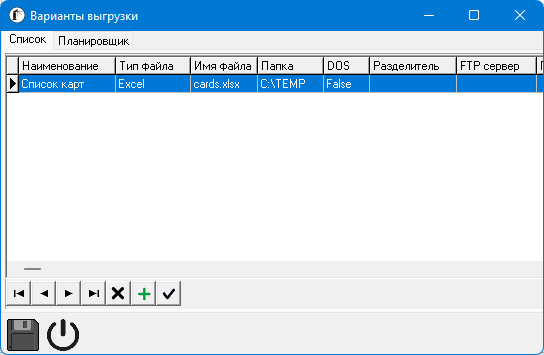 Варианты выгрузки
Список Планировщик
Наименование Тип файла Имя Файла Папка DOS Разделитель FTP сервер
Список карт Excel cards.xlsx C:\TEMP False